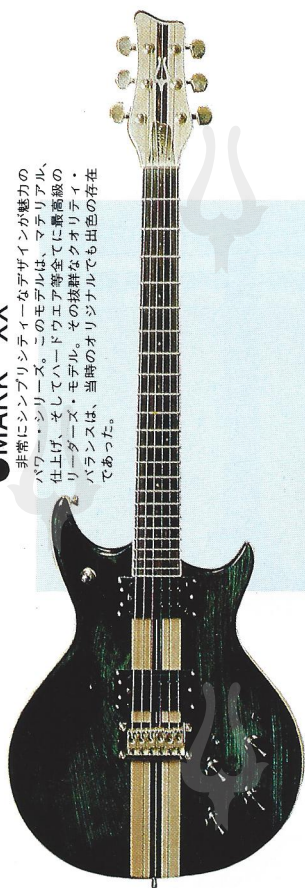 ●MARK XX
非常にシンプリシティーなデザインが魅力の
パワー・シリーズ。このモデルは、マテリアル、
仕上げ、そしてハードウエア等全てに最高級の
リーダーズ・モデル。その抜群なクオリティ・
バランスは、当時のオリジナルでも出色の存在
であった。